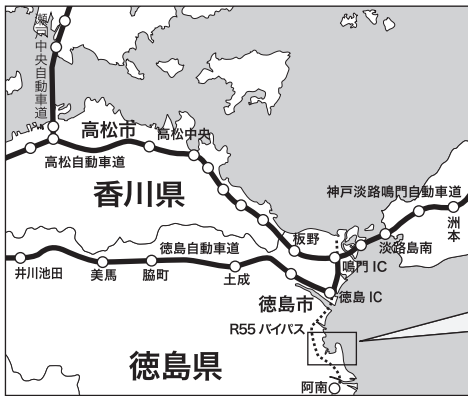 瀬戸中央自動車道
高松市
高松中央
高松自動車道
香川県
神戸淡路鳴門自動車道
洲本
淡路島南
板野
鳴門IC
徳島自動車道
井川池田
美馬
脇町
土成
徳島IC
徳島市
R55バイパス
徳島県
阿南